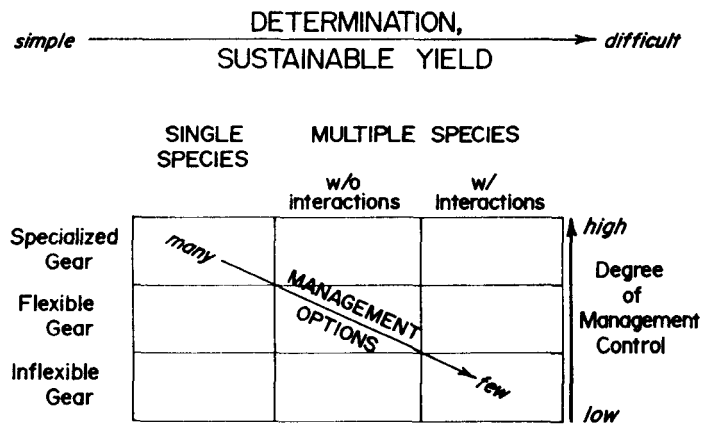 DETERMINATION,
simple difficult
SUSTAINABLE YIELD
SINGLE SPECIES
MULTIPLE SPECIES
w/o interactions
w/ Interactions
Specialized Gear
Flexible Gear
Inflexible Gear
many
MANAGEMENT
OPTIONS
few
high
Degree
of
Management
Control
low